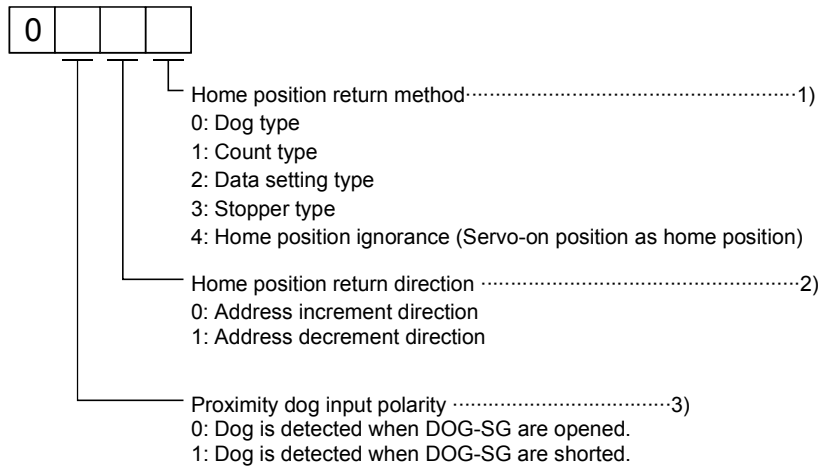 0
Home position return method························································1)
0: Dog type
1: Count type
2: Data setting type
3: Stopper type
4: Home position ignorance (Servo-on position as home position)
Home position return direction ······················································2)
0: Address increment direction
1: Address decrement direction
Proximity dog input polarity ·····································3)
0: Dog is detected when DOG-SG are opened.
1: Dog is detected when DOG-SG are shorted.